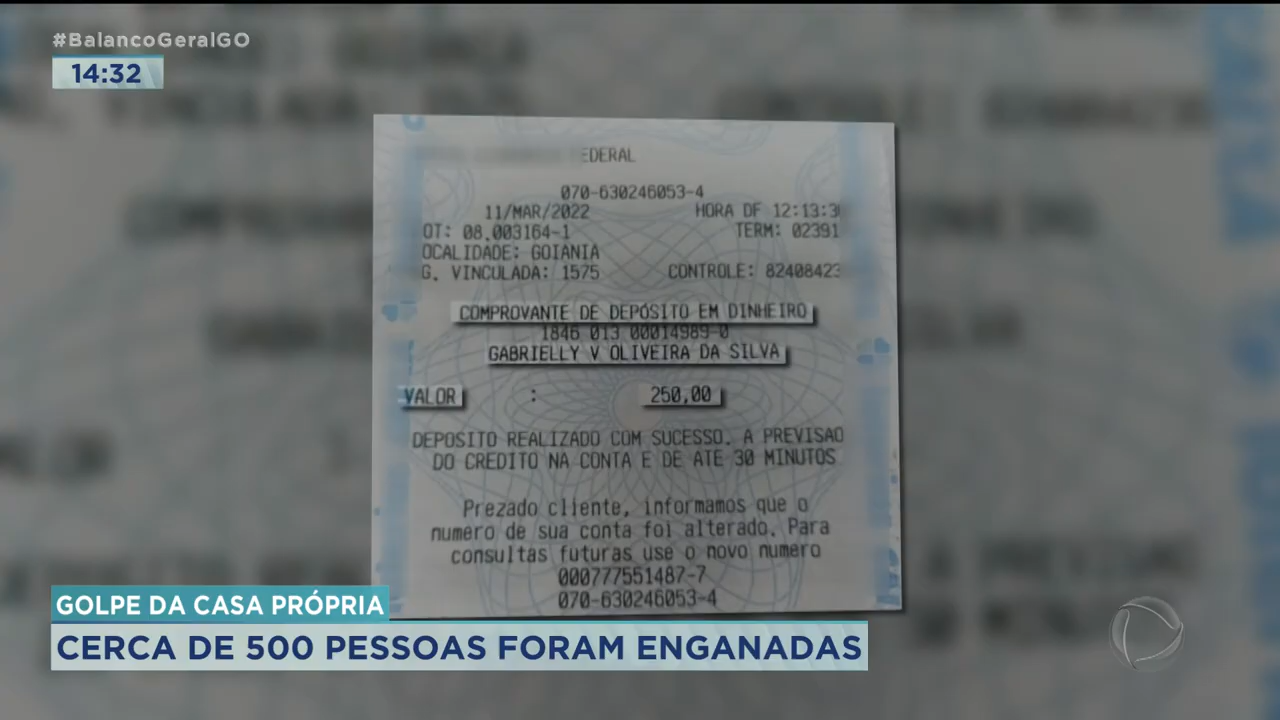 #BalancoGeralGO
14:32
EDERAL
070-630246053-4
11/MAR/2022 HORA DF 12:13:3
OT: 08.003164-1 TERM: 02391
OCALIDADE: GOIANIA
G. VINCULADA: 1575 CONTROLE: 82408423
COMPROVANTE DE DEPÓSITO EM DINHEIRO
1846 013 00014989-0
GABRIELLY V OLIVEIRA DA SILVA
VALOR : 250,00
DEPOSITO REALIZADO COM SUCESSO. A PREVISAO
DO CREDITO NA CONTA E DE ATE 30 MINUTOS
Prezado cliente, informamos que o
numero de sua conta foi alterado. Para
consultas futuras use o novo numero
000777551487-7
070-630246053-4
GOLPE DA CASA PRÓPRIA
CERCA DE 500 PESSOAS FORAM ENGANADAS